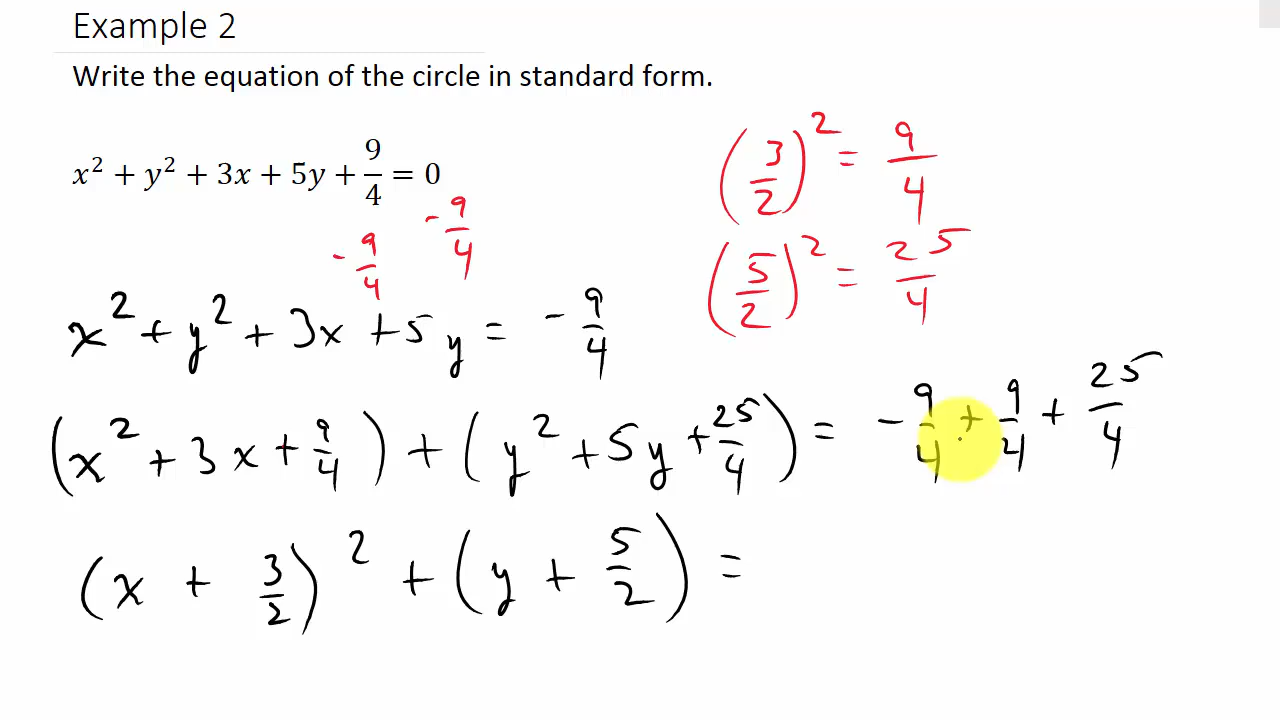 Example 2
Write the equation of the circle in standard form.
x² + y² + 3x + 5y + 9/4 = 0
- 9/4 - 9/4
(3/2)² = 9/4
(5/2)² = 25/4
x² + y² + 3x + 5y = - 9/4
(x² + 3x + 9/4) + (y² + 5y + 25/4) = - 9/4 + 9/4 + 25/4
(x + 3/2)² + (y + 5/2) =